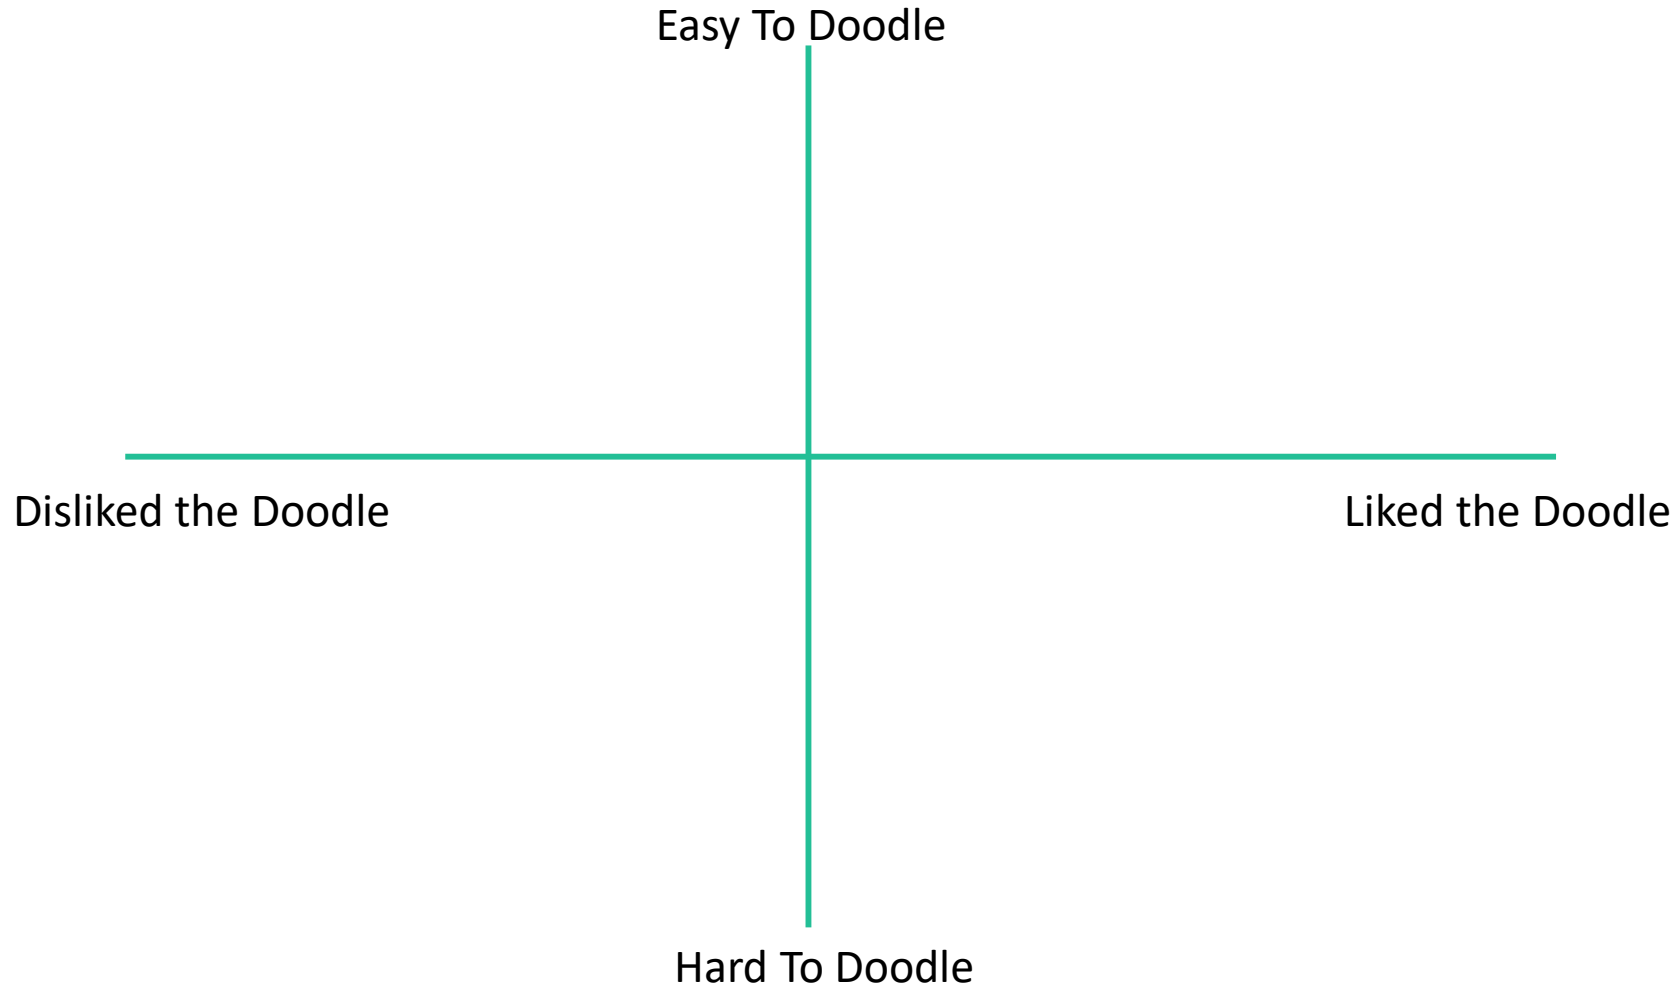 Easy To Doodle
Disliked the Doodle
Liked the Doodle
Hard To Doodle